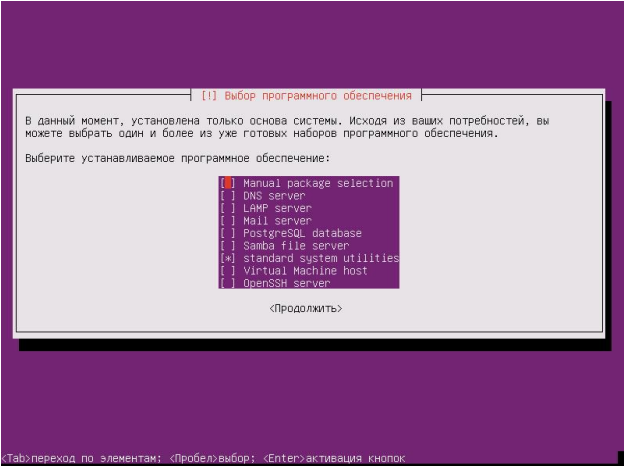 [!] Выбор программного обеспечения
В данный момент, установлена только основа системы. Исходя из ваших потребностей, вы
можете выбрать один и более из уже готовых наборов программного обеспечения.
Выберите устанавливаемое программное обеспечение:
[ ] Manual package selection
[ ] DNS server
[ ] LAMP server
[ ] Mail server
[ ] PostgreSQL database
[ ] Samba file server
[*] standard system utilities
[ ] Virtual Machine host
[ ] OpenSSH server
<Продолжить>
<Tab>переход по элементам; <Пробел>выбор; <Enter>активация кнопок